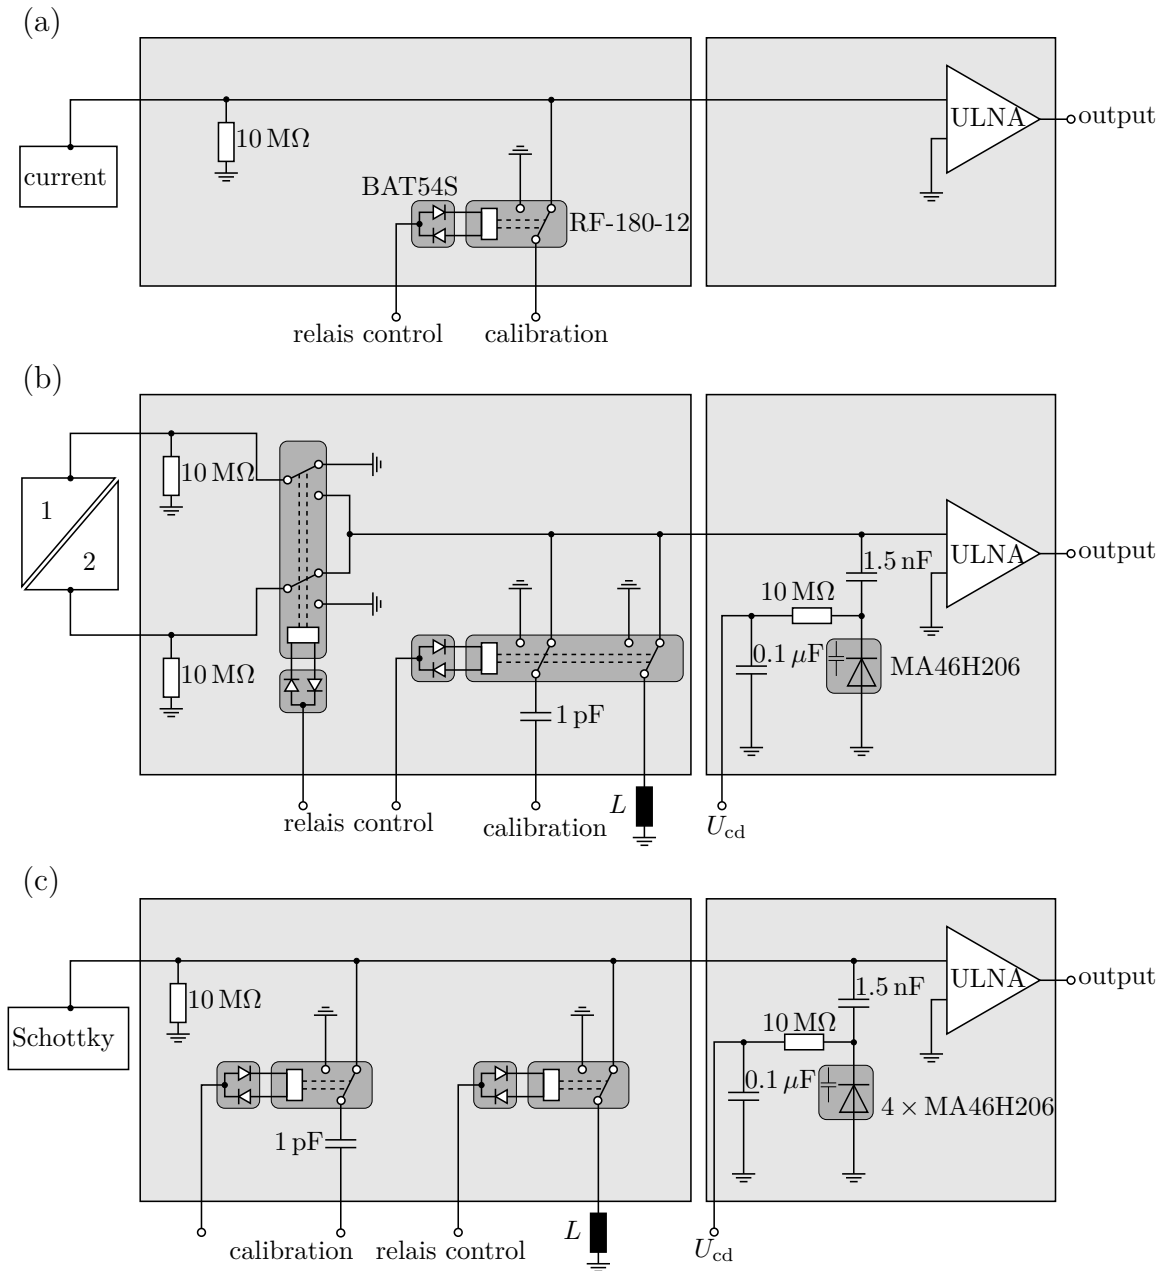 (a)
10 MΩ
ULNA
output
current
BAT54S
RF-180-12
relais control
calibration
(b)
10 MΩ
1
2
ULNA
output
1.5 nF
10 MΩ
0.1 µF
MA46H206
10 MΩ
1 pF
L
relais control
calibration
U_cd
(c)
ULNA
output
10 MΩ
1.5 nF
Schottky
10 MΩ
0.1 µF
4 × MA46H206
1 pF
L
calibration
relais control
U_cd